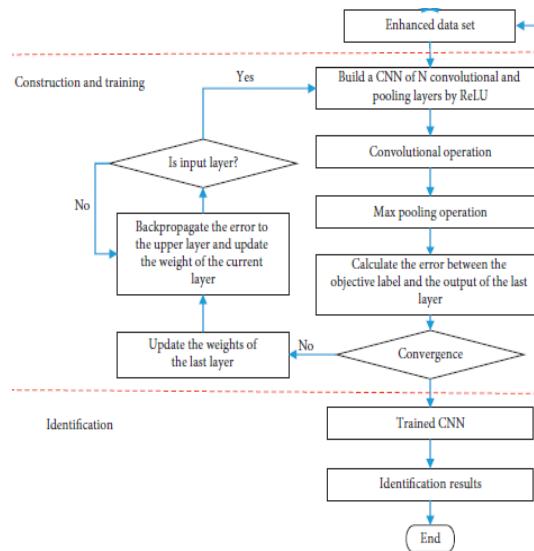 Enhanced data set
Construction and training
Yes
Build a CNN of N convolutional and
pooling layers by ReLU
Is input layer?
Convolutional operation
No
Max pooling operation
Backpropagate the error to
the upper layer and update
the weight of the current
layer
Calculate the error between the
objective label and the output of the last
layer
Update the weights of
the last layer
No
Convergence
Identification
Trained CNN
Identification results
End